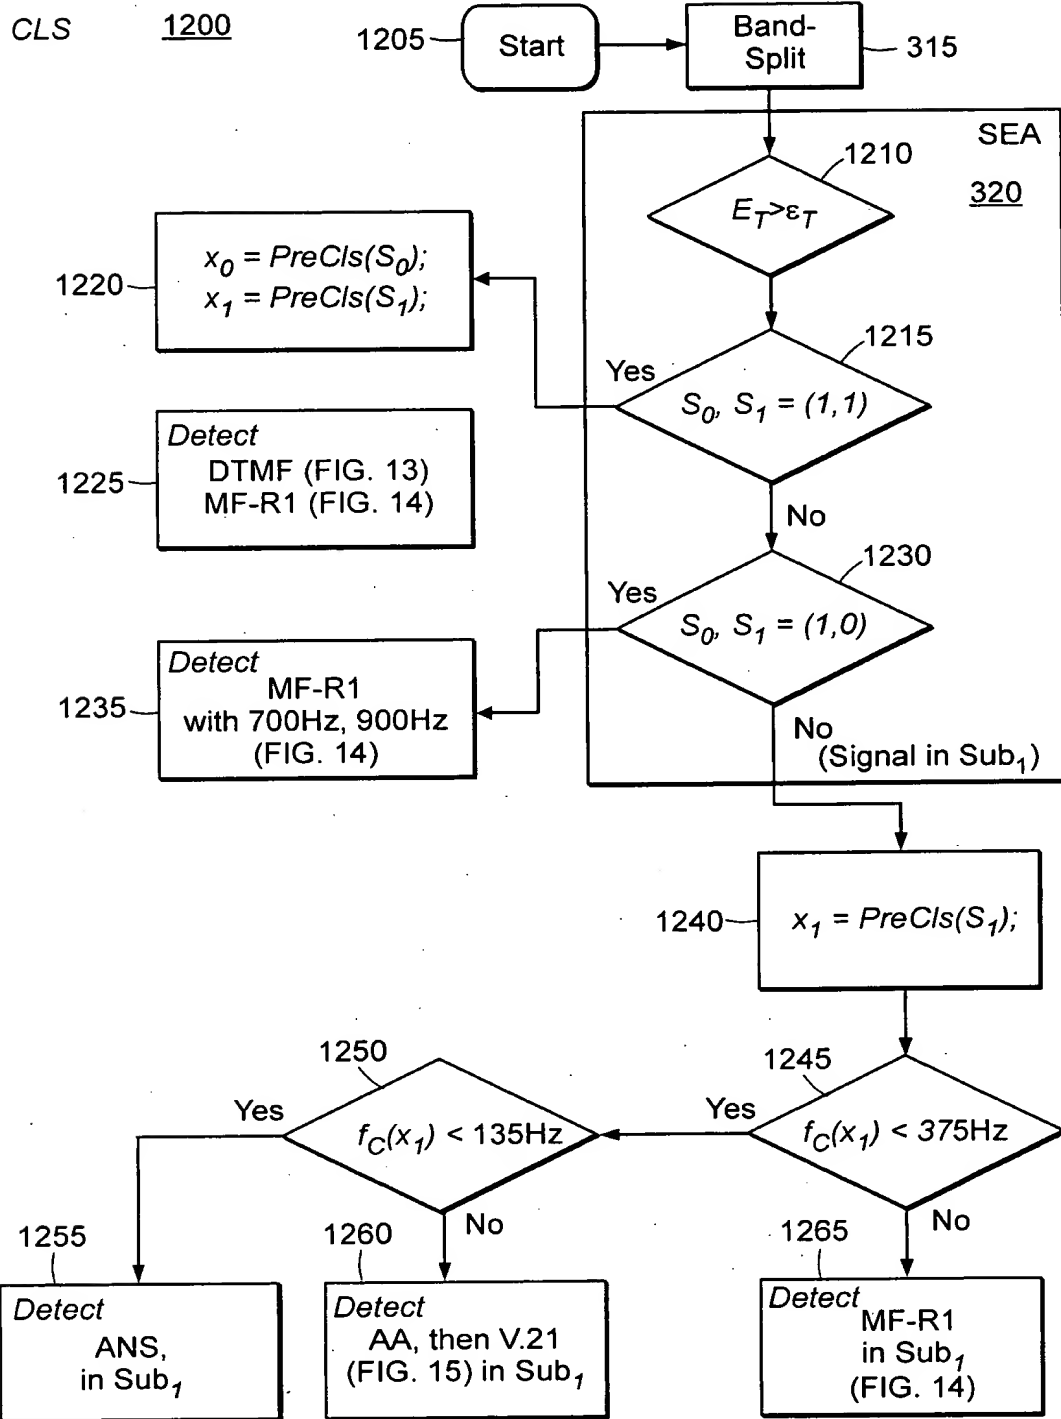 CLS 1200
1205
Start
Band-
Split
315
SEA
320
1210
E_T>ε_T
1220
x_0 = PreCls(S_0);
x_1 = PreCls(S_1);
1215
Yes
S_0, S_1 = (1,1)
No
1225
Detect
DTMF (FIG. 13)
MF-R1 (FIG. 14)
1230
Yes
S_0, S_1 = (1,0)
No
(Signal in Sub_1)
1235
Detect
MF-R1
with 700Hz, 900Hz
(FIG. 14)
1240
x_1 = PreCls(S_1);
1245
f_C(x_1) < 375Hz
Yes
No
1250
f_C(x_1) < 135Hz
Yes
No
1255
Detect
ANS,
in Sub_1
1260
Detect
AA, then V.21
(FIG. 15) in Sub_1
1265
Detect
MF-R1
in Sub_1
(FIG. 14)